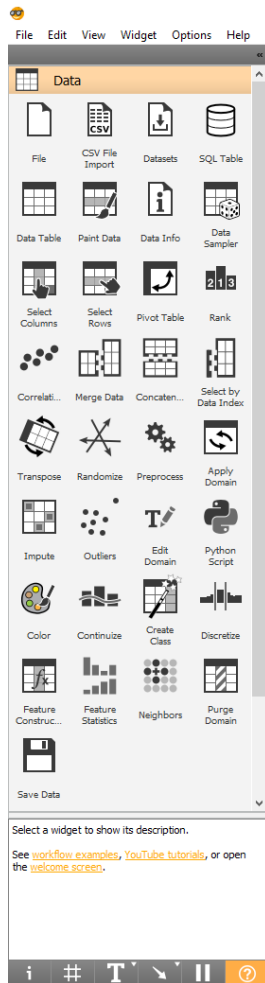 File Edit View Widget Options Help
«
Data
File
CSV
CSV File
Import
Datasets
SQL Table
Data Table
Paint Data
i
Data Info
Data
Sampler
Select
Columns
Select
Rows
Pivot Table
2 1 3
Rank
Correlati...
Merge Data
Concaten...
Select by
Data Index
Transpose
Randomize
Preprocess
Apply
Domain
Impute
Outliers
T
Edit
Domain
Python
Script
Color
Continuize
Create
Class
Discretize
fx
Feature
Construc...
Feature
Statistics
Neighbors
Purge
Domain
Save Data
Select a widget to show its description.
See workflow examples, YouTube tutorials, or open
the welcome screen.
i # T ?